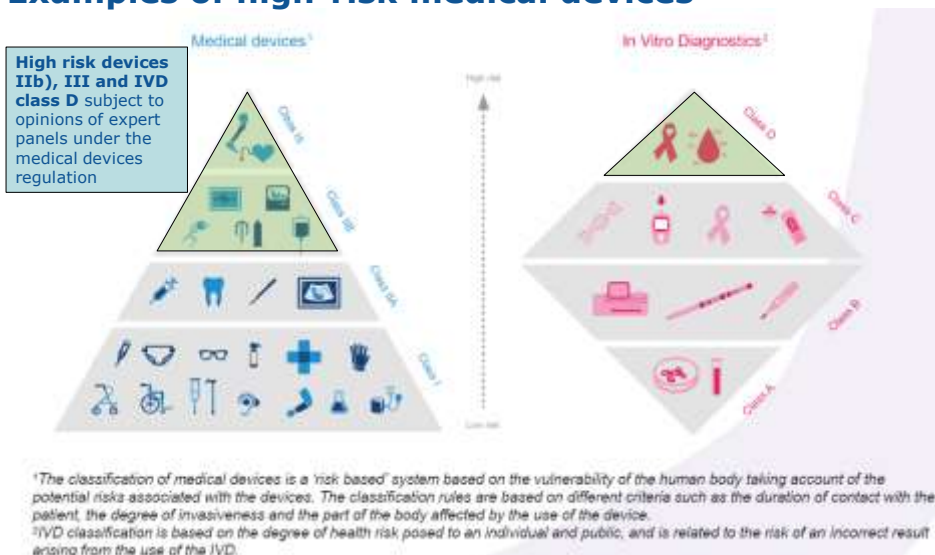 Examples of high-risk medical devices
Medical devices¹
In Vitro Diagnostics²
High risk devices
IIb), III and IVD
class D subject to
opinions of expert
panels under the
medical devices
regulation
High risk
Class III
Class IIB
Class IIA
Class I
Class D
Class C
Class B
Class A
Low risk
¹The classification of medical devices is a 'risk based' system based on the vulnerability of the human body taking account of the
potential risks associated with the devices. The classification rules are based on different criteria such as the duration of contact with the
patient, the degree of invasiveness and the part of the body affected by the use of the device.
²IVD classification is based on the degree of health risk posed to an individual and public, and is related to the risk of an incorrect result
arising from the use of the IVD.